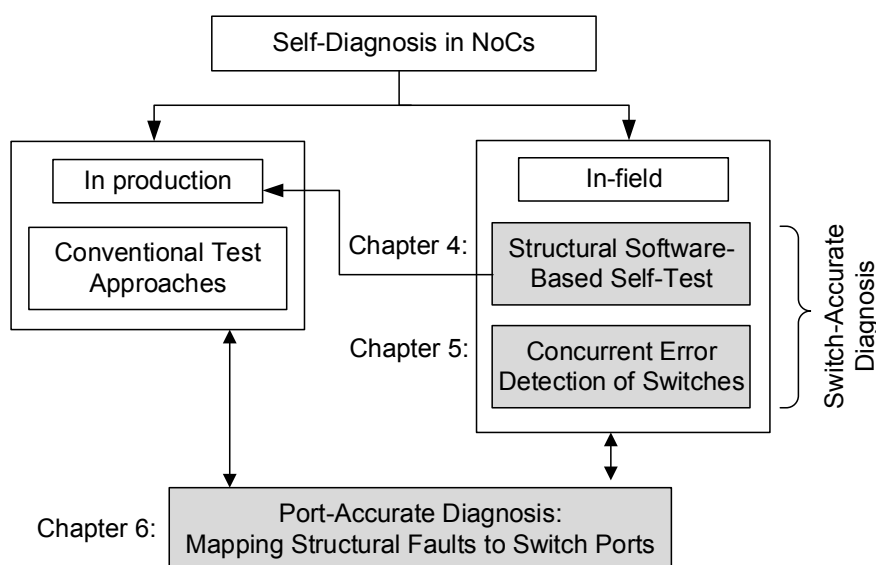 Self-Diagnosis in NoCs
In production
Conventional Test
Approaches
In-field
Chapter 4:
Structural Software-
Based Self-Test
Chapter 5:
Concurrent Error
Detection of Switches
Switch-Accurate
Diagnosis
Chapter 6:
Port-Accurate Diagnosis:
Mapping Structural Faults to Switch Ports